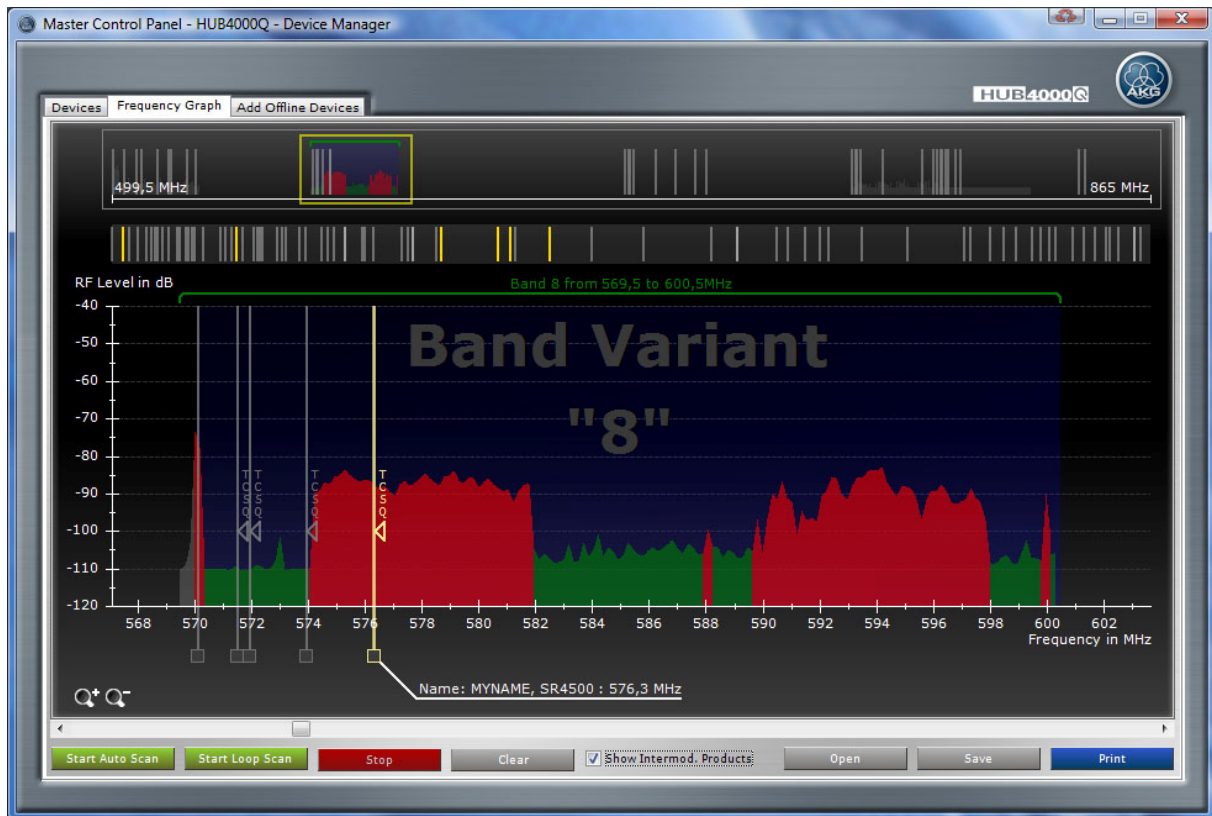 Master Control Panel - HUB4000Q - Device Manager
HUB4000Q
AKG
Devices
Frequency Graph
Add Offline Devices
499,5 MHz
865 MHz
RF Level in dB
Band 8 from 569,5 to 600,5MHz
Band Variant
"8"
-40
-50
-60
-70
-80
-90
-100
-110
-120
TCSQ
TCSQ
TCSQ
TCSQ
568 570 572 574 576 578 580 582 584 586 588 590 592 594 596 598 600 602
Frequency in MHz
Name: MYNAME, SR4500 : 576,3 MHz
Start Auto Scan
Start Loop Scan
Stop
Clear
Show Intermod. Products
Open
Save
Print